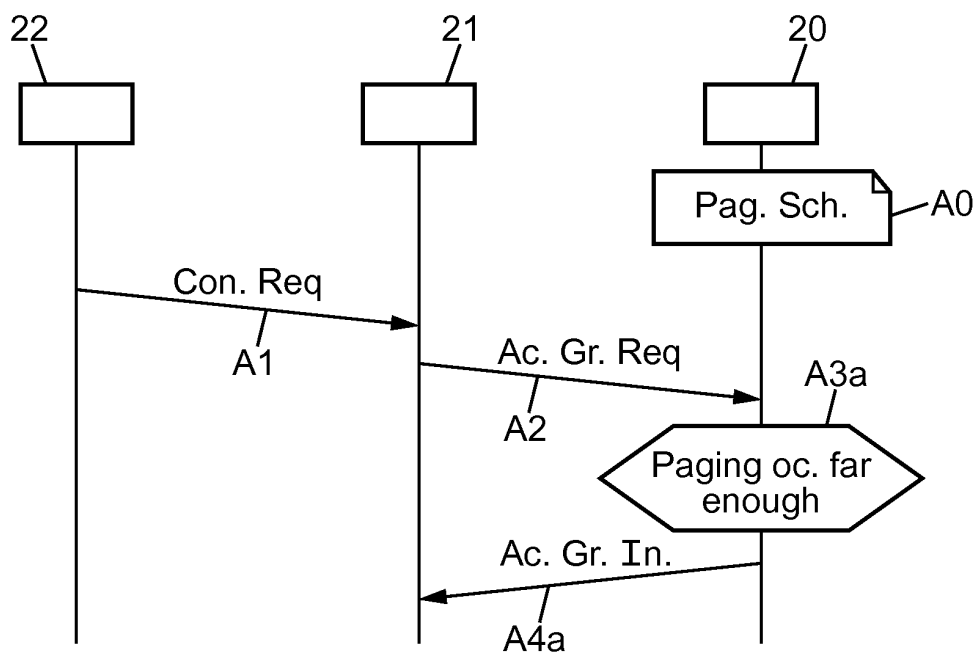 22
21
20
Pag. Sch.
A0
Con. Req
A1
Ac. Gr. Req
A2
A3a
Paging oc. far
enough
Ac. Gr. In.
A4a